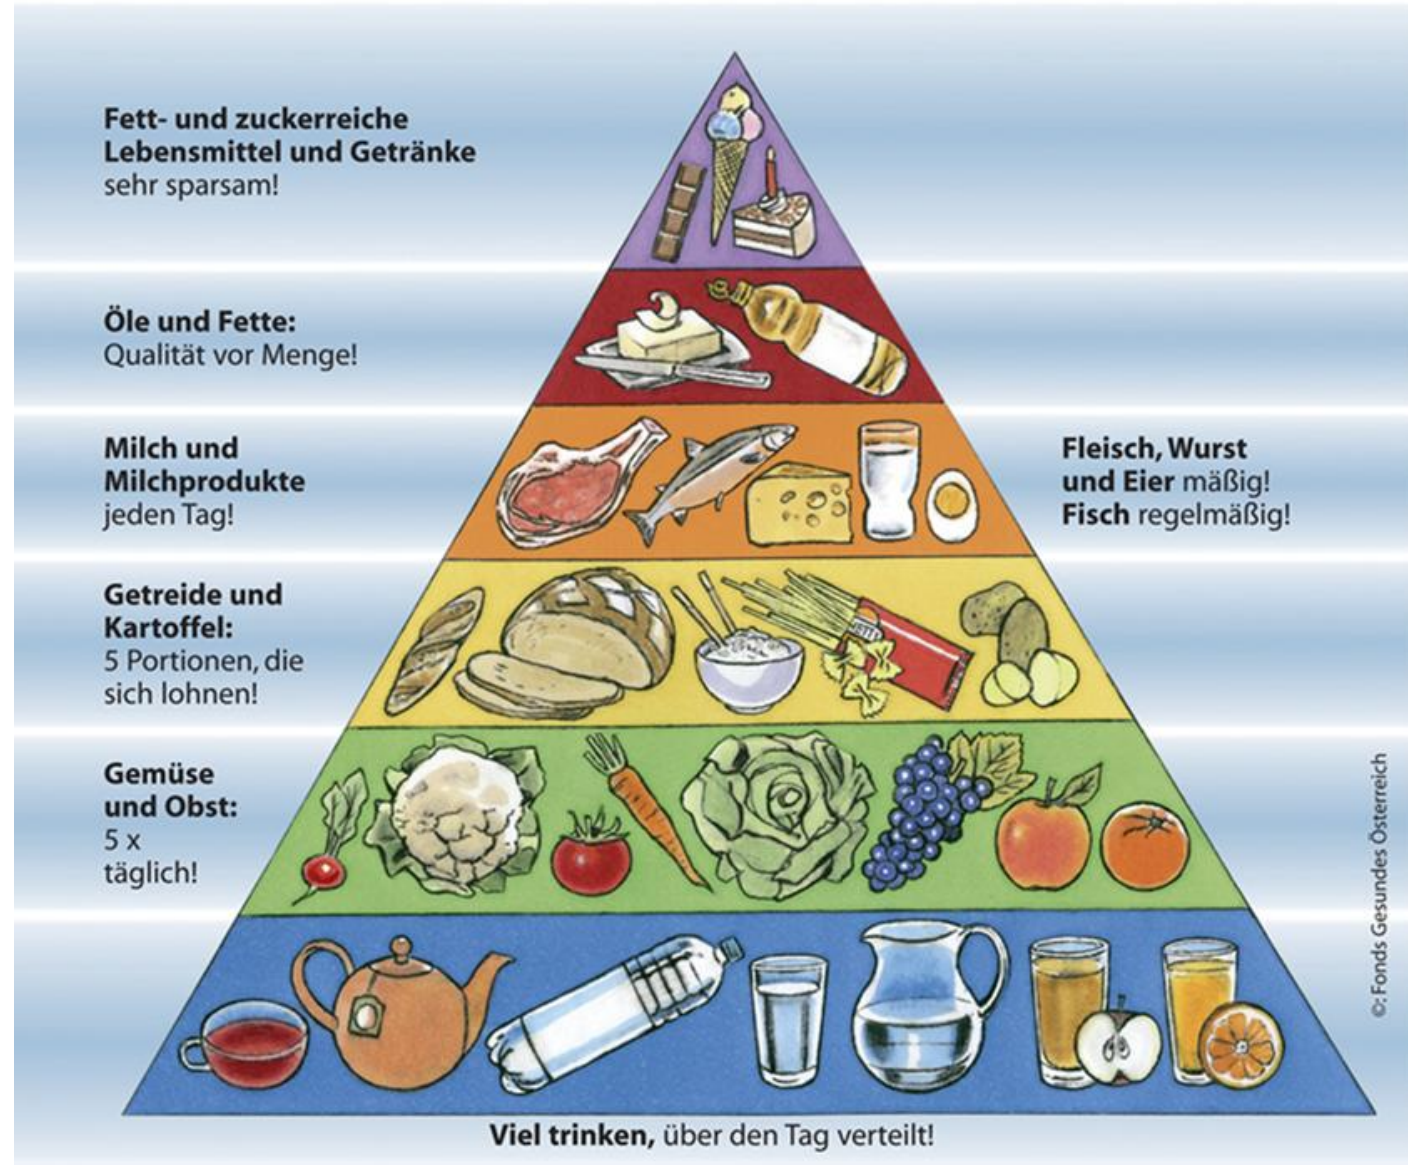 Fett- und zuckerreiche
Lebensmittel und Getränke
sehr sparsam!
Öle und Fette:
Qualität vor Menge!
Milch und
Milchprodukte
jeden Tag!
Fleisch, Wurst
und Eier mäßig!
Fisch regelmäßig!
Getreide und
Kartoffel:
5 Portionen, die
sich lohnen!
Gemüse
und Obst:
5 x
täglich!
©: Fonds Gesundes Österreich
Viel trinken, über den Tag verteilt!